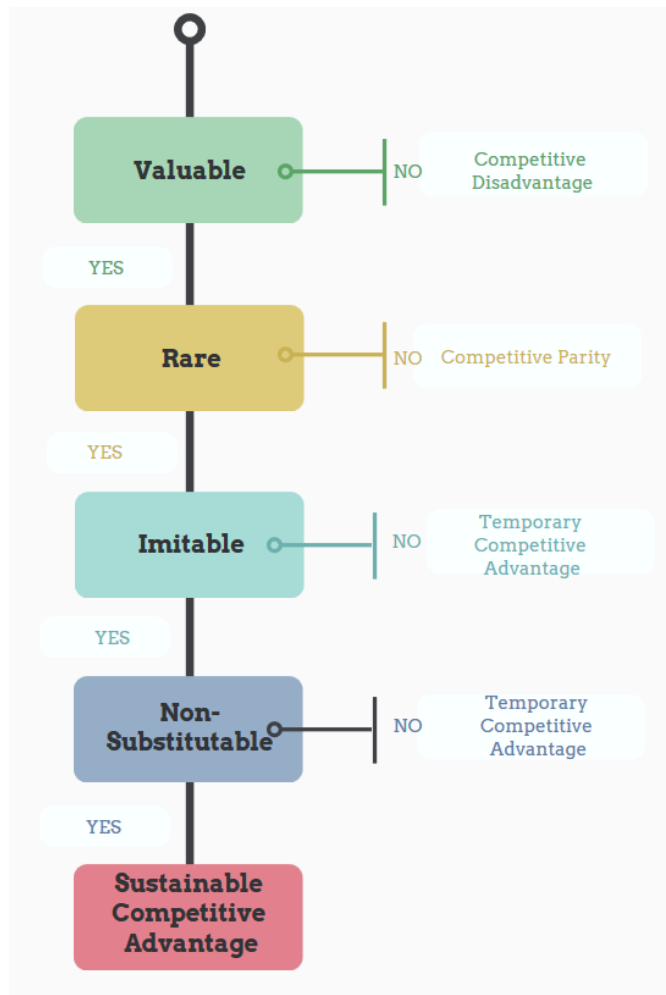 Valuable
NO
Competitive
Disadvantage
YES
Rare
NO
Competitive Parity
YES
Imitable
NO
Temporary
Competitive
Advantage
YES
Non-
Substitutable
NO
Temporary
Competitive
Advantage
YES
Sustainable
Competitive
Advantage